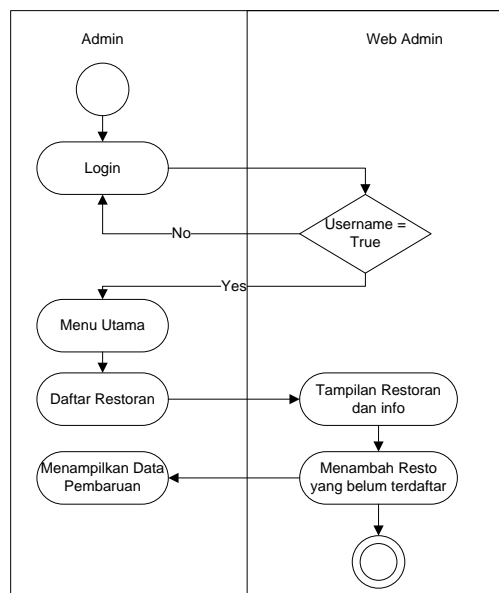 Admin
Web Admin
Login
Username =
True
No
Yes
Menu Utama
Daftar Restoran
Tampilan Restoran
dan info
Menampilkan Data
Pembaruan
Menambah Resto
yang belum terdaftar